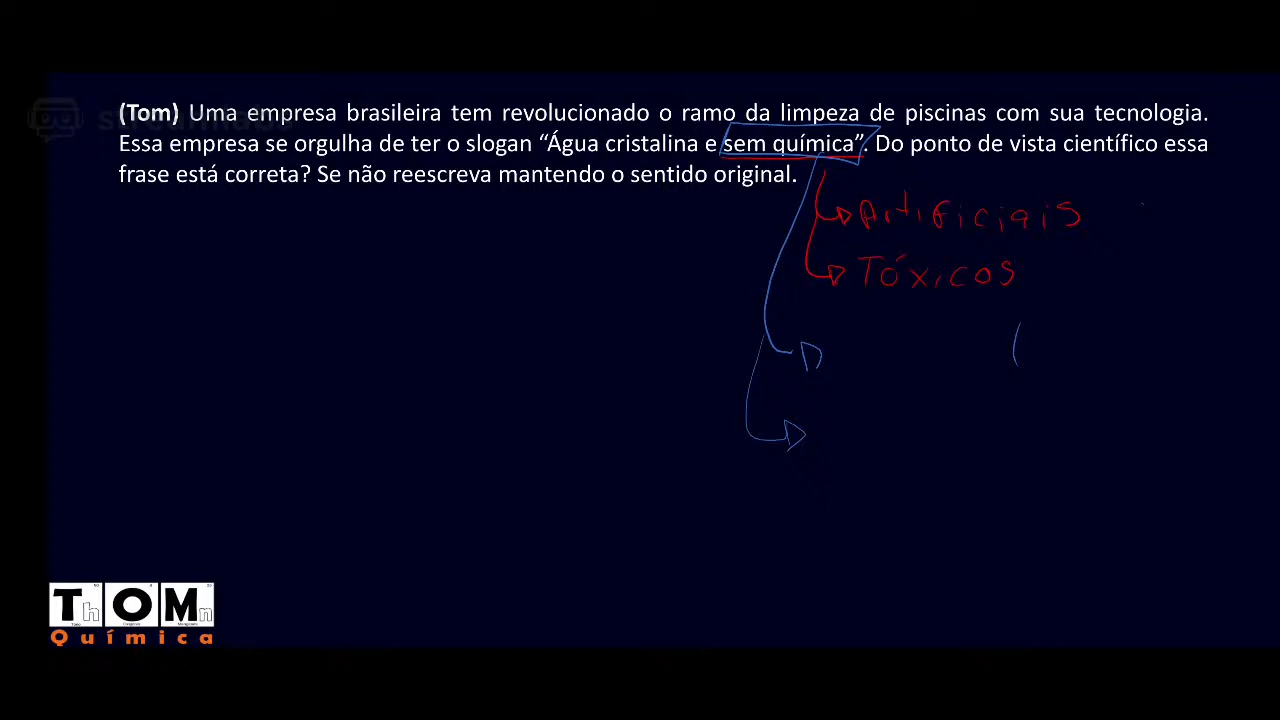 (Tom) Uma empresa brasileira tem revolucionado o ramo da limpeza de piscinas com sua tecnologia.
Essa empresa se orgulha de ter o slogan “Água cristalina e sem química”. Do ponto de vista científico essa
frase está correta? Se não reescreva mantendo o sentido original.
Artificiais
Tóxicos
(
Th O Mn
Química